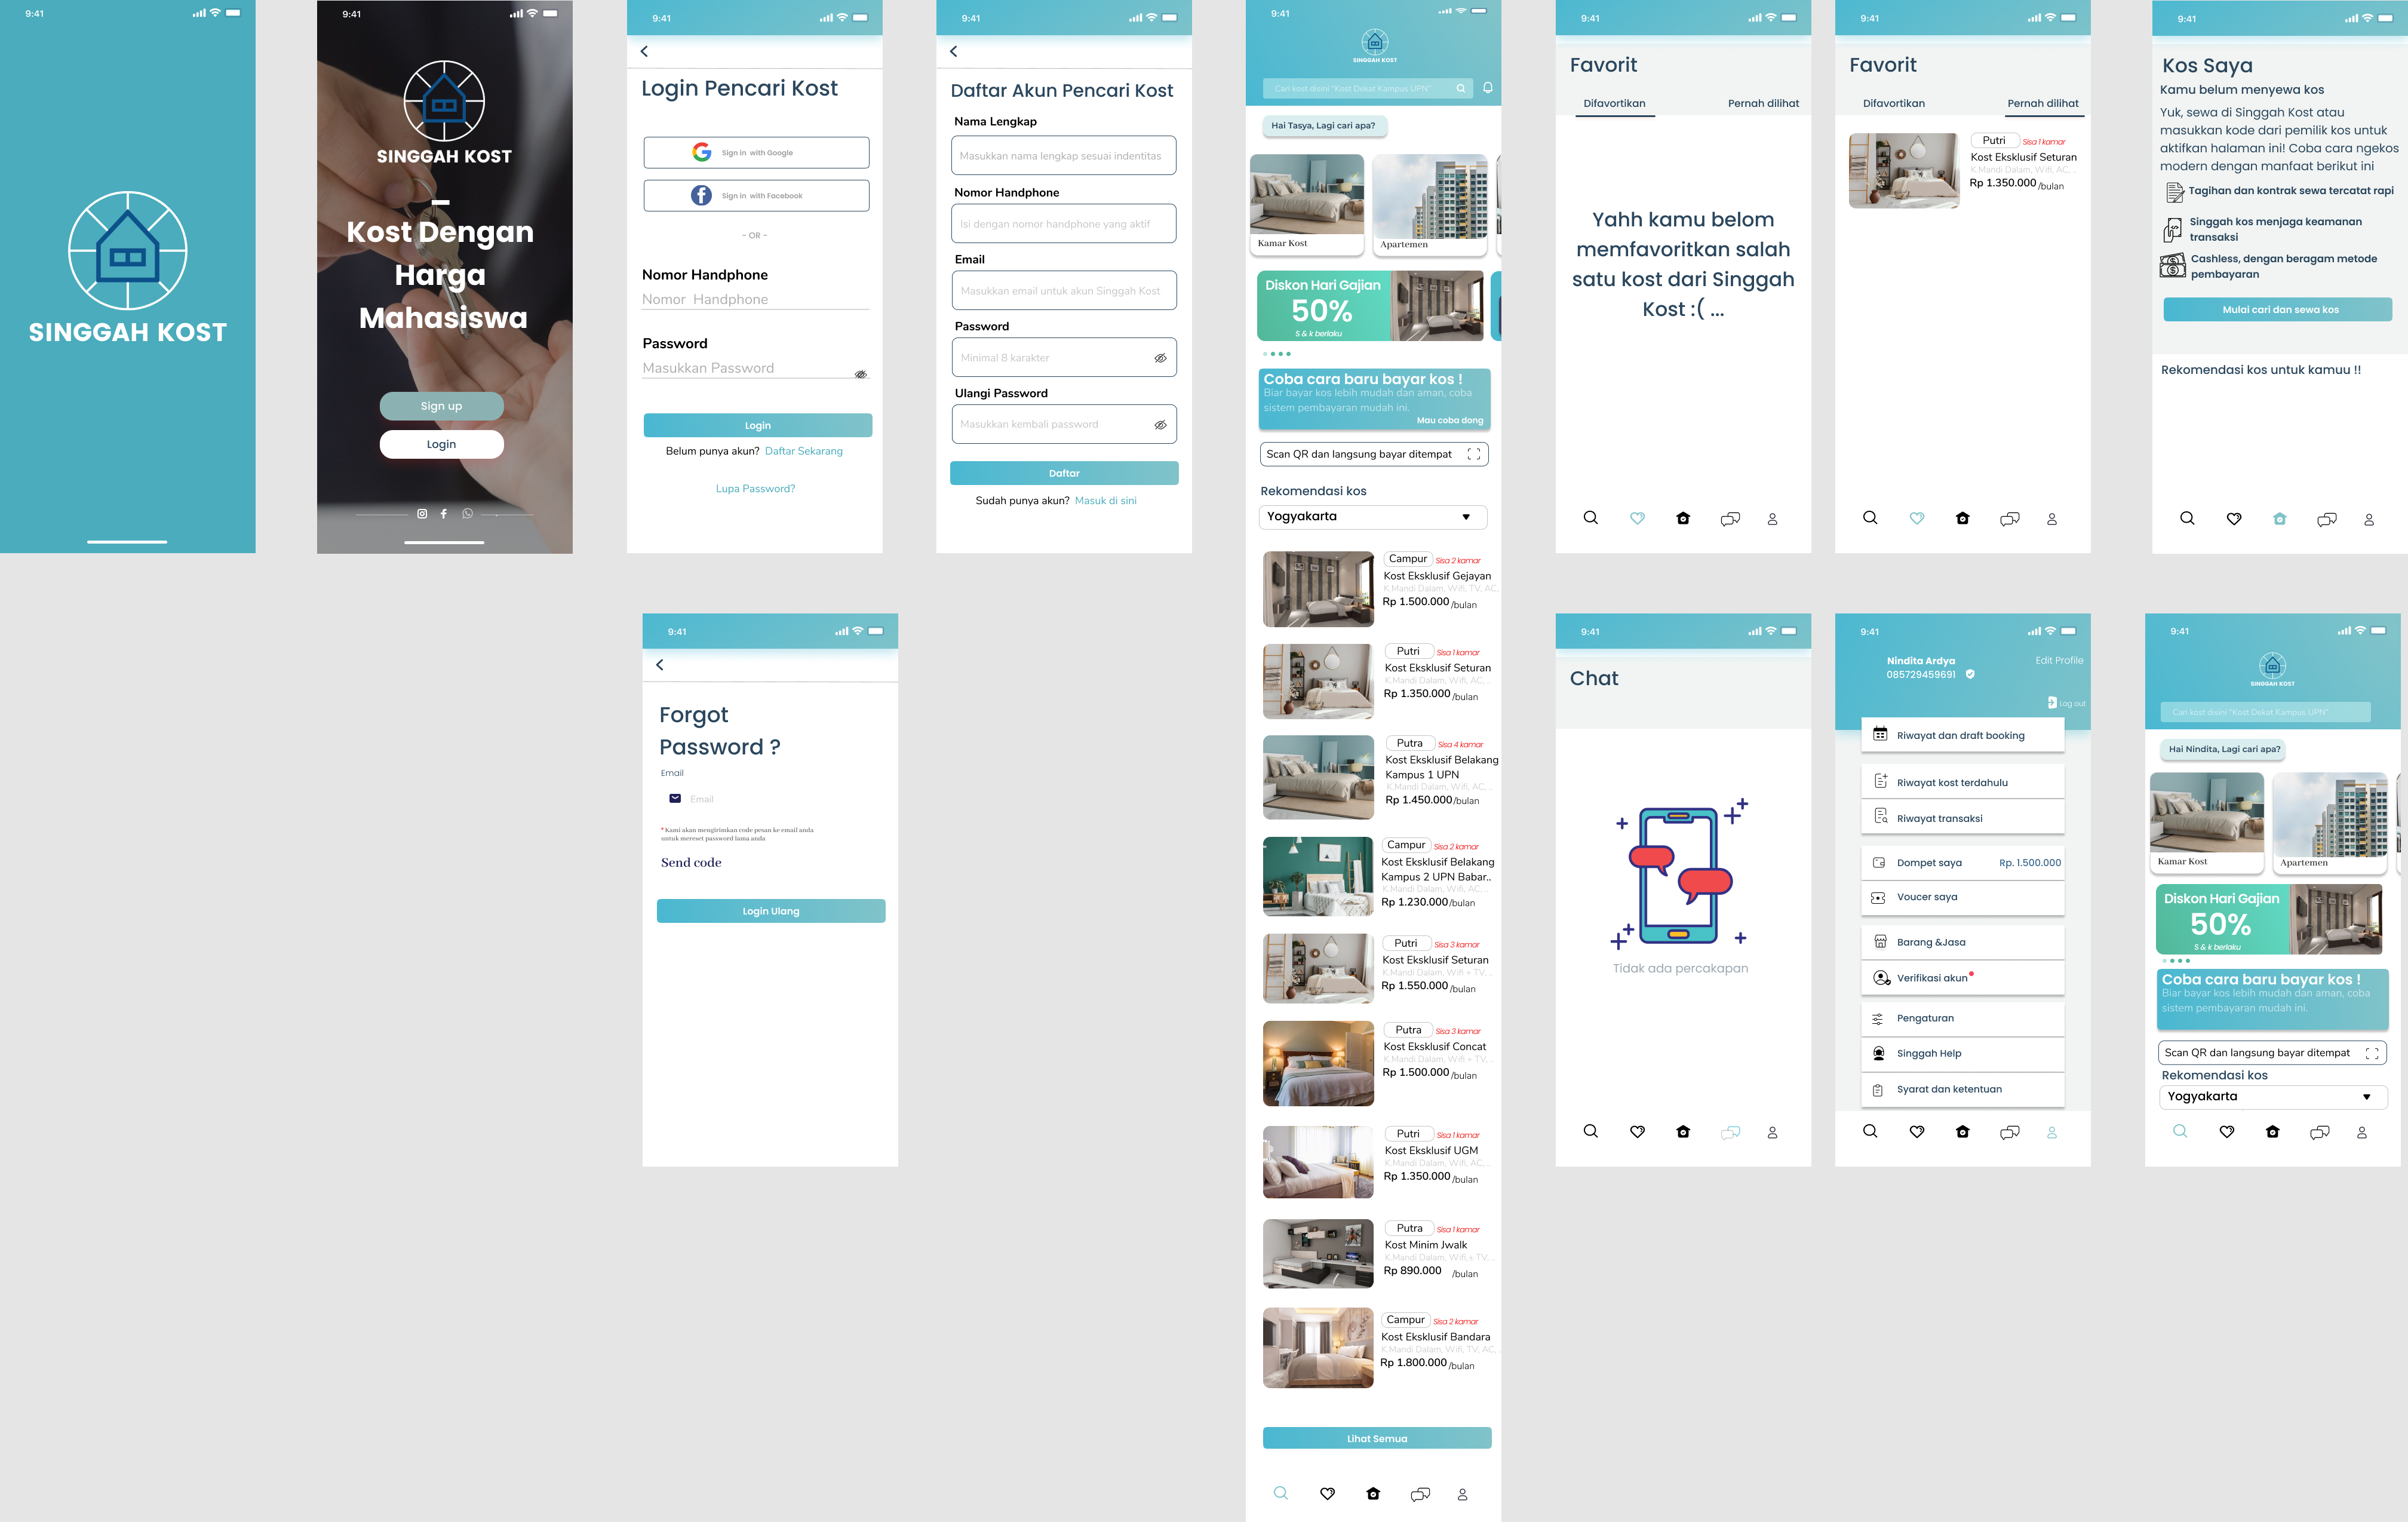 9:41
SINGGAH KOST
9:41
SINGGAH KOST
Kost Dengan
Harga
Mahasiswa
Sign up
Login
9:41
Login Pencari Kost
Sign in with Google
Sign in with Facebook
- OR -
Nomor Handphone
Nomor Handphone
Password
Masukkan Password
Login
Belum punya akun? Daftar Sekarang
Lupa Password?
9:41
Daftar Akun Pencari Kost
Nama Lengkap
Masukkan nama lengkap sesuai indentitas
Nomor Handphone
Isi dengan nomor handphone yang aktif
Email
Masukkan email untuk akun Singgah Kost
Password
Minimal 8 karakter
Ulangi Password
Masukkan kembali password
Daftar
Sudah punya akun? Masuk di sini
9:41
SINGGAH KOST
Cari kost disini "Kost Dekat Kampus UPN"
Hai Tasya, Lagi cari apa?
Kamar Kost
Apartemen
Diskon Hari Gajian
50%
S & k berlaku
Coba cara baru bayar kos !
Biar bayar kos lebih mudah dan aman, coba
sistem pembayaran mudah ini.
Mau coba dong
Scan QR dan langsung bayar ditempat
Rekomendasi kos
Yogyakarta
Campur Sisa 2 kamar
Kost Eksklusif Gejayan
K.Mandi Dalam, Wifi, TV, AC,
Rp 1.500.000 /bulan
Putri Sisa 1 kamar
Kost Eksklusif Seturan
K.Mandi Dalam, Wifi, AC, ..
Rp 1.350.000 /bulan
Putra Sisa 4 kamar
Kost Eksklusif Belakang
Kampus 1 UPN
K.Mandi Dalam, Wifi, AC, ..
Rp 1.450.000 /bulan
Campur Sisa 2 kamar
Kost Eksklusif Belakang
Kampus 2 UPN Babar..
K.Mandi Dalam, Wifi, AC, ..
Rp 1.230.000 /bulan
Putri Sisa 3 kamar
Kost Eksklusif Seturan
K.Mandi Dalam, Wifi + TV, ..
Rp 1.550.000 /bulan
Putra Sisa 3 kamar
Kost Eksklusif Concat
K.Mandi Dalam, Wifi + TV, ..
Rp 1.500.000 /bulan
Putri Sisa 1 kamar
Kost Eksklusif UGM
K.Mandi Dalam, Wifi, AC, ..
Rp 1.350.000 /bulan
Putra Sisa 1 kamar
Kost Minim Jwalk
K.Mandi Dalam, Wifi,+ TV, ..
Rp 890.000 /bulan
Campur Sisa 2 kamar
Kost Eksklusif Bandara
K.Mandi Dalam, Wifi, TV, AC, ..
Rp 1.800.000 /bulan
Lihat Semua
9:41
Favorit
Difavortikan Pernah dilihat
Yahh kamu belom
memfavoritkan salah
satu kost dari Singgah
Kost :( ...
9:41
Favorit
Difavortikan Pernah dilihat
Putri Sisa 1 kamar
Kost Eksklusif Seturan
K.Mandi Dalam, Wifi, AC, ..
Rp 1.350.000 /bulan
9:41
Kos Saya
Kamu belum menyewa kos
Yuk, sewa di Singgah Kost atau
masukkan kode dari pemilik kos untuk
aktifkan halaman ini! Coba cara ngekos
modern dengan manfaat berikut ini
Tagihan dan kontrak sewa tercatat rapi
Singgah kos menjaga keamanan
transaksi
Cashless, dengan beragam metode
pembayaran
Mulai cari dan sewa kos
Rekomendasi kos untuk kamuu !!
9:41
Forgot
Password ?
Email
Email
* Kami akan mengirimkan code pesan ke email anda
untuk mereset password lama anda
Send code
Login Ulang
9:41
Chat
Tidak ada percakapan
9:41
Nindita Ardya
Edit Profile
085729459691
Log out
Riwayat dan draft booking
Riwayat kost terdahulu
Riwayat transaksi
Dompet saya Rp. 1.500.000
Voucer saya
Barang &Jasa
Verifikasi akun
Pengaturan
Singgah Help
Syarat dan ketentuan
9:41
SINGGAH KOST
Cari kost disini "Kost Dekat Kampus UPN"
Hai Nindita, Lagi cari apa?
Kamar Kost
Apartemen
Diskon Hari Gajian
50%
S & k berlaku
Coba cara baru bayar kos !
Biar bayar kos lebih mudah dan aman, coba
sistem pembayaran mudah ini.
Scan QR dan langsung bayar ditempat
Rekomendasi kos
Yogyakarta